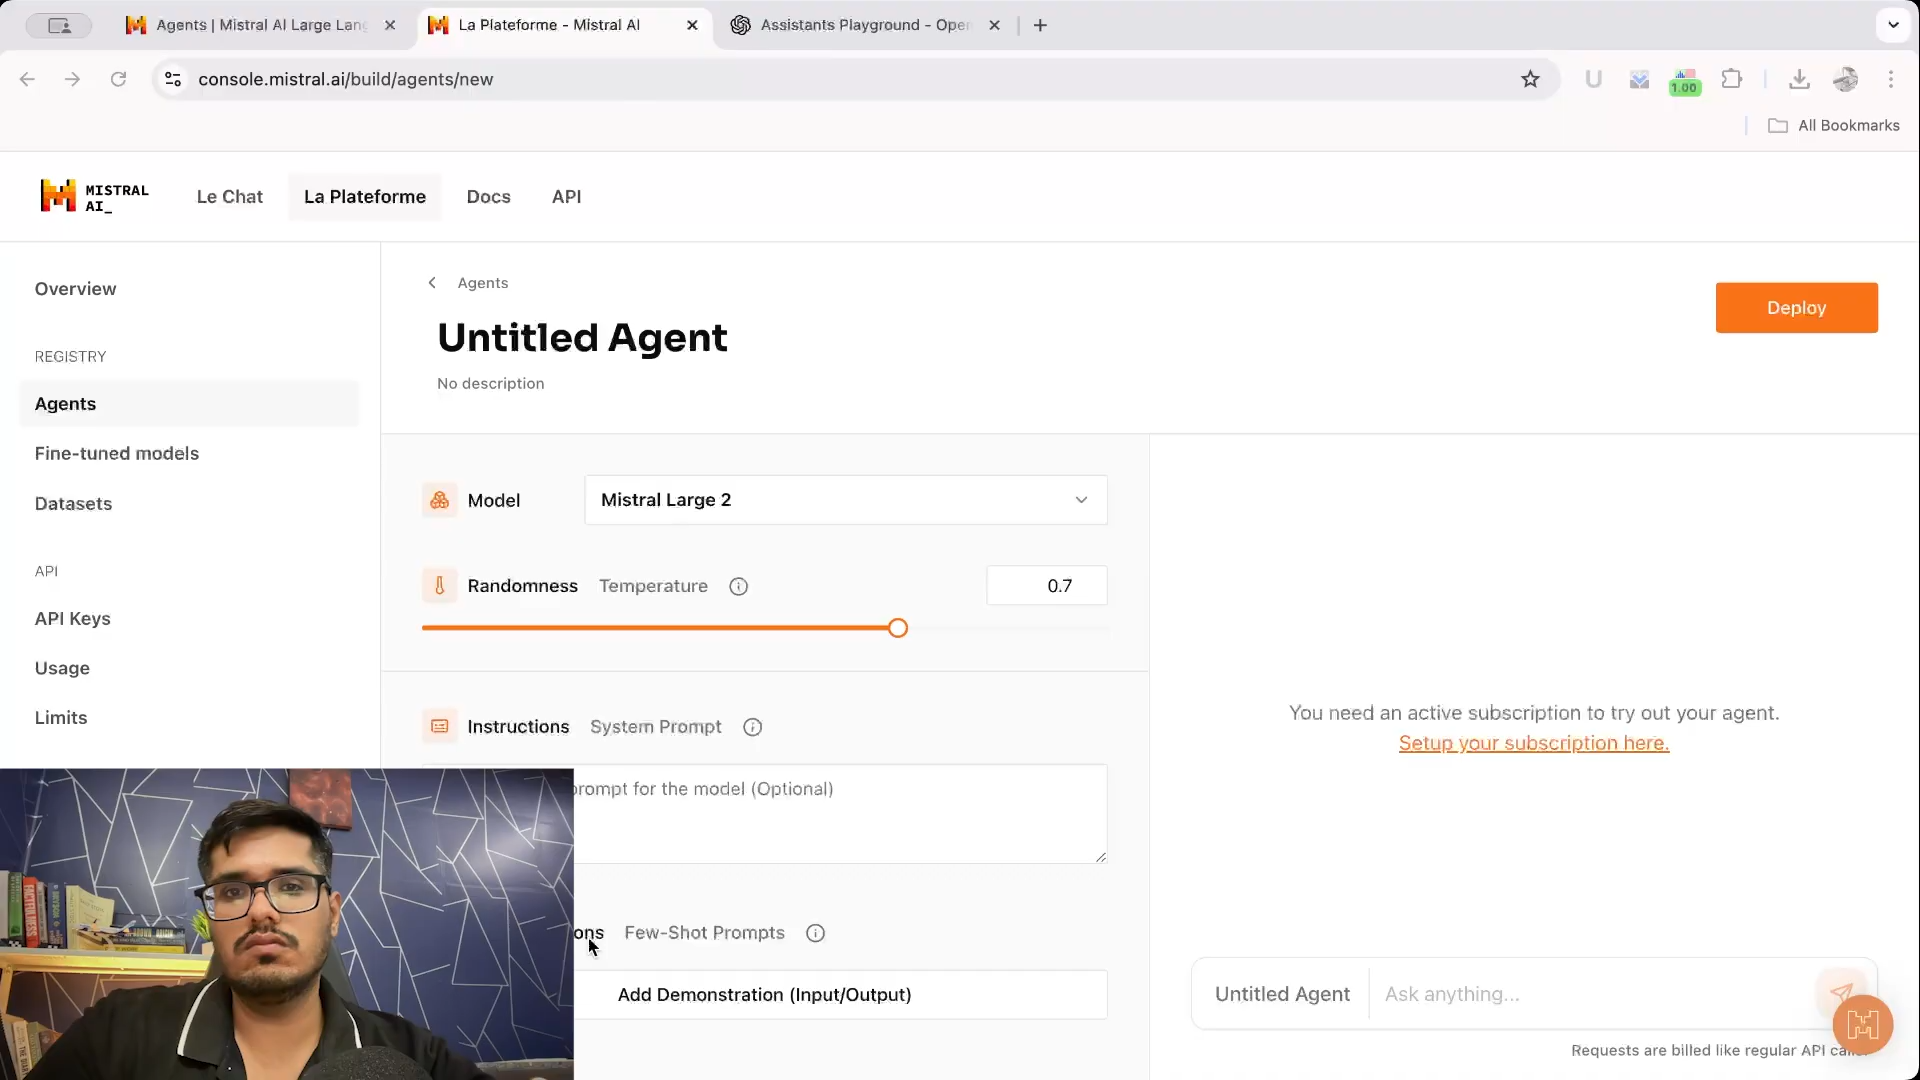 Agents | Mistral AI Large Lang
La Plateforme - Mistral AI
Assistants Playground - Open
console.mistral.ai/build/agents/new
1.00
All Bookmarks
MISTRAL
AI_
Le Chat
La Plateforme
Docs
API
Overview
REGISTRY
Agents
Fine-tuned models
Datasets
API
API Keys
Usage
Limits
Agents
Untitled Agent
No description
Deploy
Model
Mistral Large 2
Randomness Temperature
0.7
Instructions System Prompt
prompt for the model (Optional)
ons Few-Shot Prompts
Add Demonstration (Input/Output)
You need an active subscription to try out your agent.
Setup your subscription here.
Untitled Agent
Ask anything...
Requests are billed like regular API